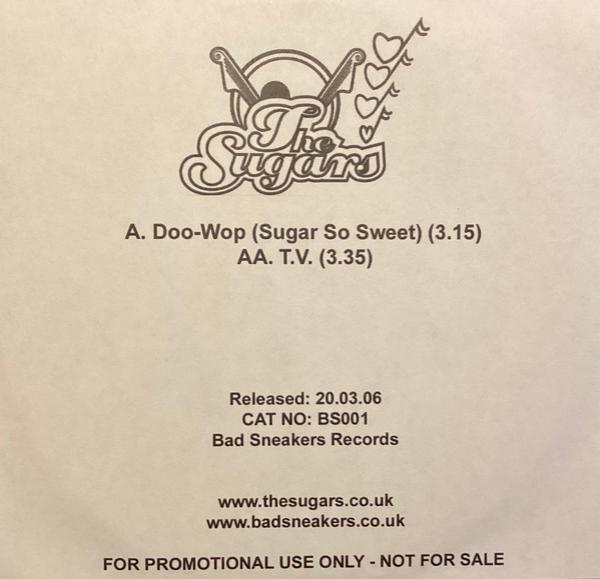 The
Sugars
A. Doo-Wop (Sugar So Sweet) (3.15)
AA. T.V. (3.35)
Released: 20.03.06
CAT NO: BS001
Bad Sneakers Records
www.thesugars.co.uk
www.badsneakers.co.uk
FOR PROMOTIONAL USE ONLY - NOT FOR SALE